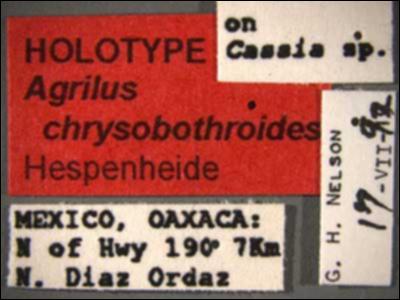 on
Cassia sp.
HOLOTYPE
Agrilus
chrysobothroides
Hespenheide
MEXICO, OAXACA:
N of Hwy 190° 7Km
N. Diaz Ordaz
G. H. NELSON
17-VII-92